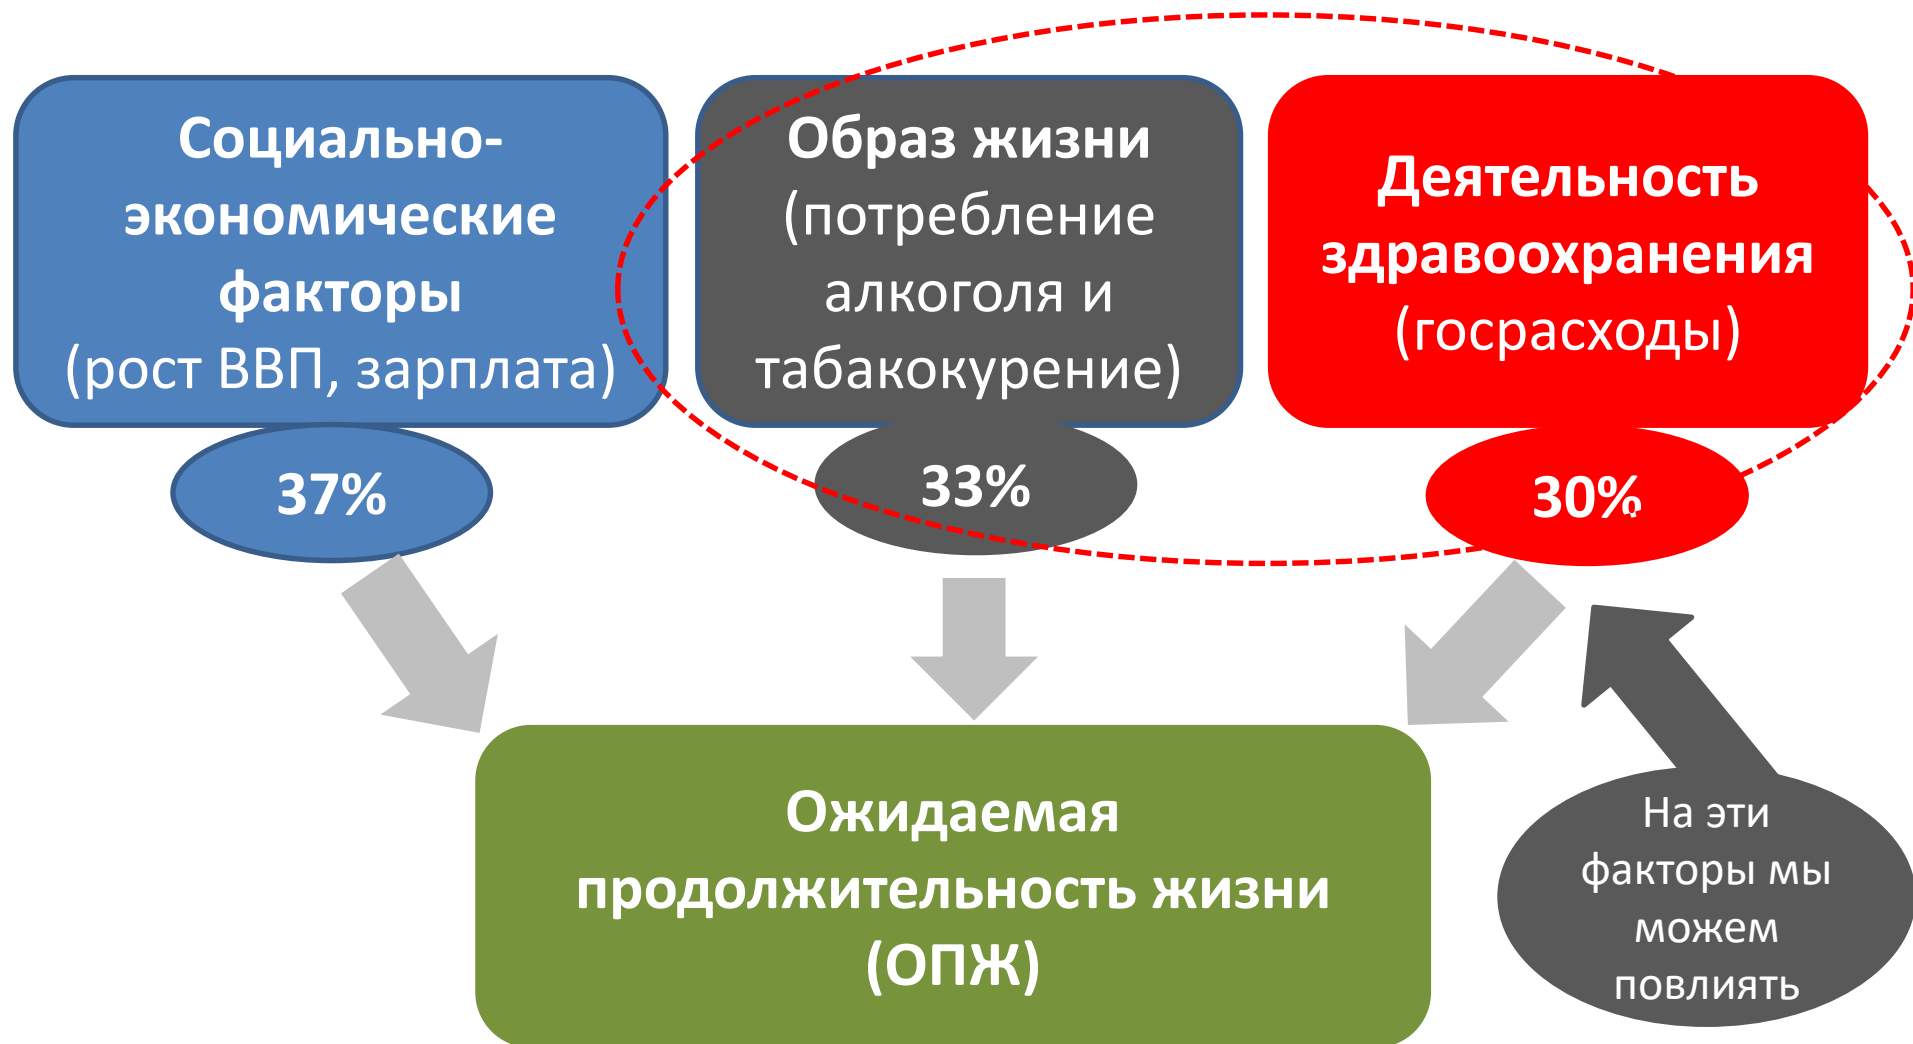 Социально-
экономические
факторы
(рост ВВП, зарплата)
37%
Образ жизни
(потребление
алкоголя и
табакокурение)
33%
Деятельность
здравоохранения
(госрасходы)
30%
Ожидаемая
продолжительность жизни
(ОПЖ)
На эти
факторы мы
можем
повлиять